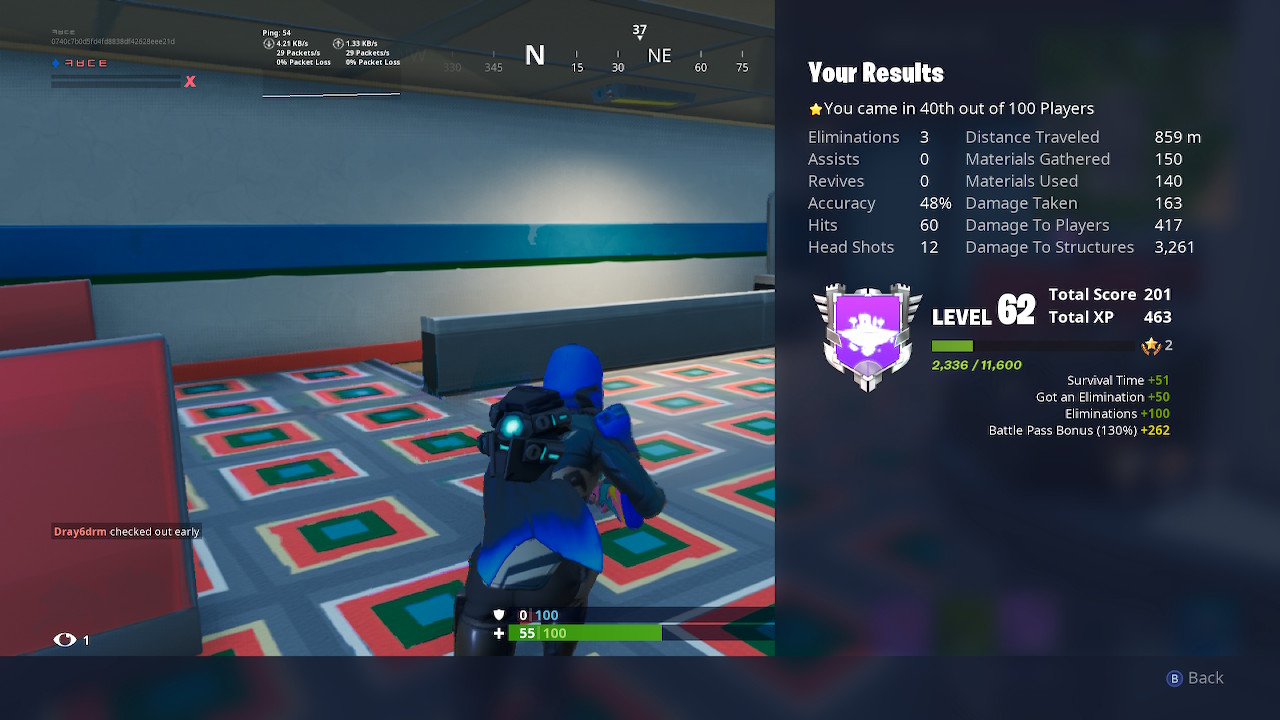 0740c7b0d5fd4fd8838df42628eee21d
Ping: 54
4.21 KB/s 1.33 KB/s
29 Packets/s 29 Packets/s
0% Packet Loss 0% Packet Loss
37
330 345 N 15 30 NE 60 75
X
Dray6drm checked out early
1
0 | 100
55 | 100
Your Results
You came in 40th out of 100 Players
Eliminations 3 Distance Traveled 859 m
Assists 0 Materials Gathered 150
Revives 0 Materials Used 140
Accuracy 48% Damage Taken 163
Hits 60 Damage To Players 417
Head Shots 12 Damage To Structures 3,261
LEVEL 62
Total Score 201
Total XP 463
2
2,336 / 11,600
Survival Time +51
Got an Elimination +50
Eliminations +100
Battle Pass Bonus (130%) +262
B Back